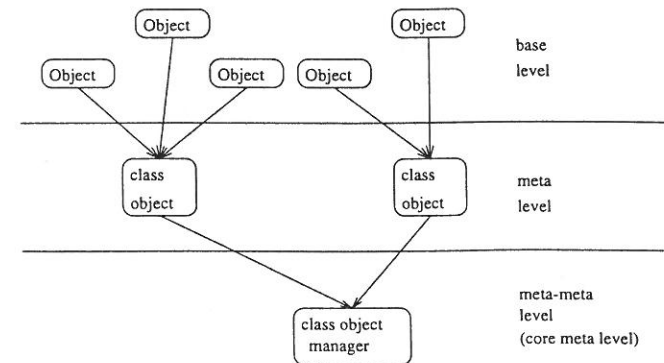 Object
Object
base
level
Object
Object
Object
class
object
class
object
meta
level
meta-meta
level
(core meta level)
class object
manager